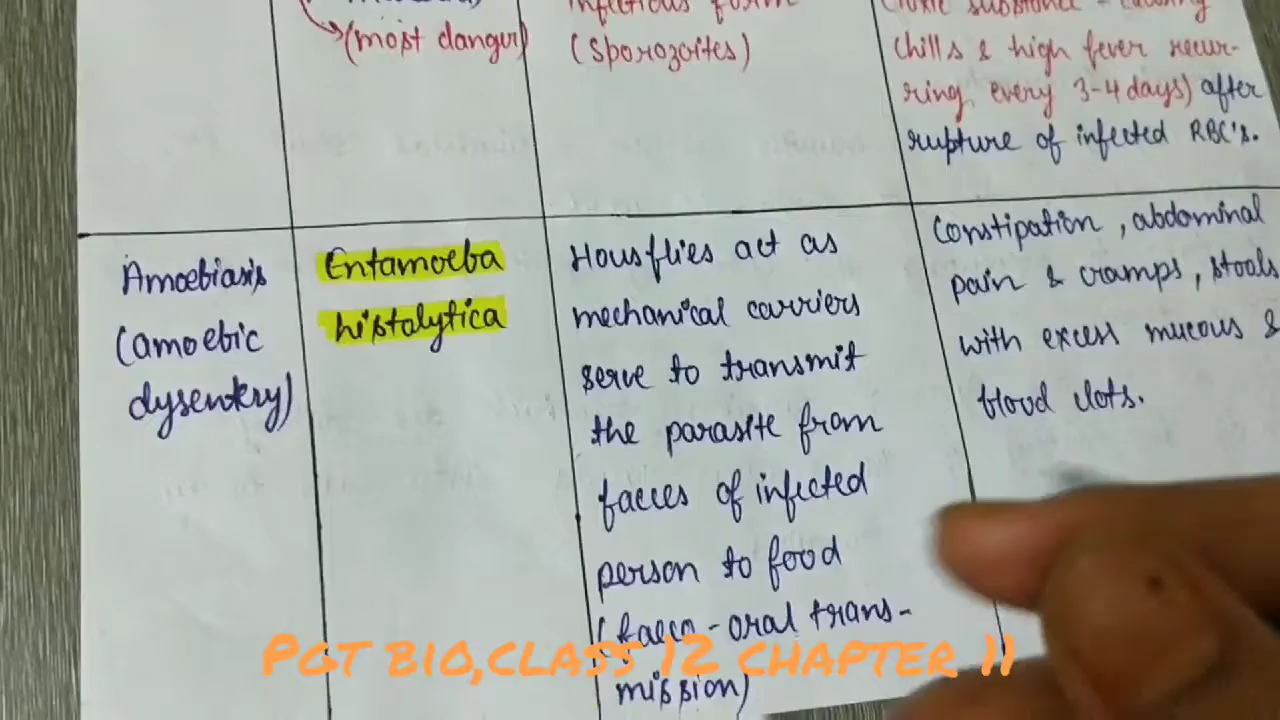 (most danger)
(Sporozoites)
chills & high fever recur-
ring every 3-4 days) after
rupture of infected RBC's.
Amoebiasis
(amoebic
dysentery)
Entamoeba
histolytica
Housflies act as
mechanical carriers
serve to transmit
the parasite from
faeces of infected
person to food
(faeco-oral trans-
mission)
Constipation, abdominal
pain & cramps, stools
with excess mucous &
blood clots.
Pgt bio,class 12 chapter 11